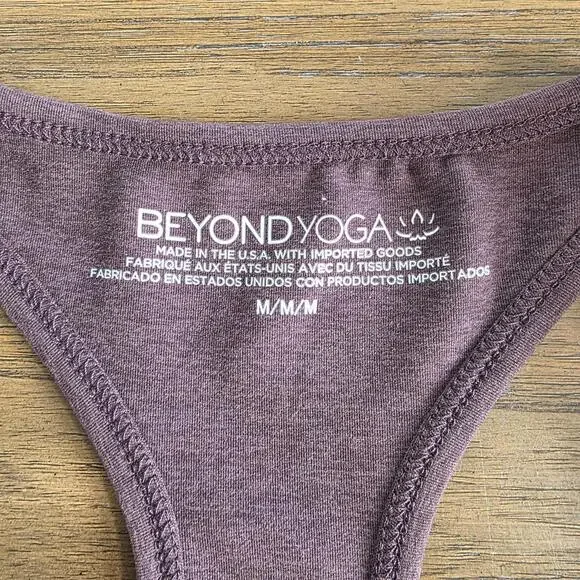 BEYOND YOGA
MADE IN THE U.S.A. WITH IMPORTED GOODS
FABRIQUÉ AUX ÉTATS-UNIS AVEC DU TISSU IMPORTÉ
FABRICADO EN ESTADOS UNIDOS CON PRODUCTOS IMPORTADOS
M/M/M